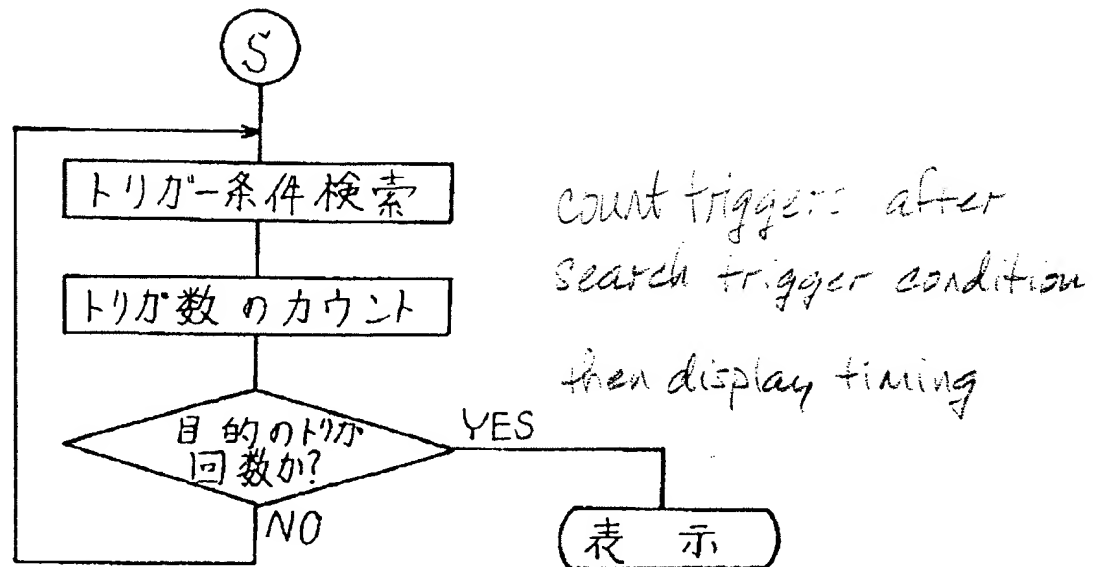 S
トリガー条件検索
トリガ数のカウント
目的のトリガ
回数か?
YES
NO
表 示
count triggers after
search trigger condition
then display timing